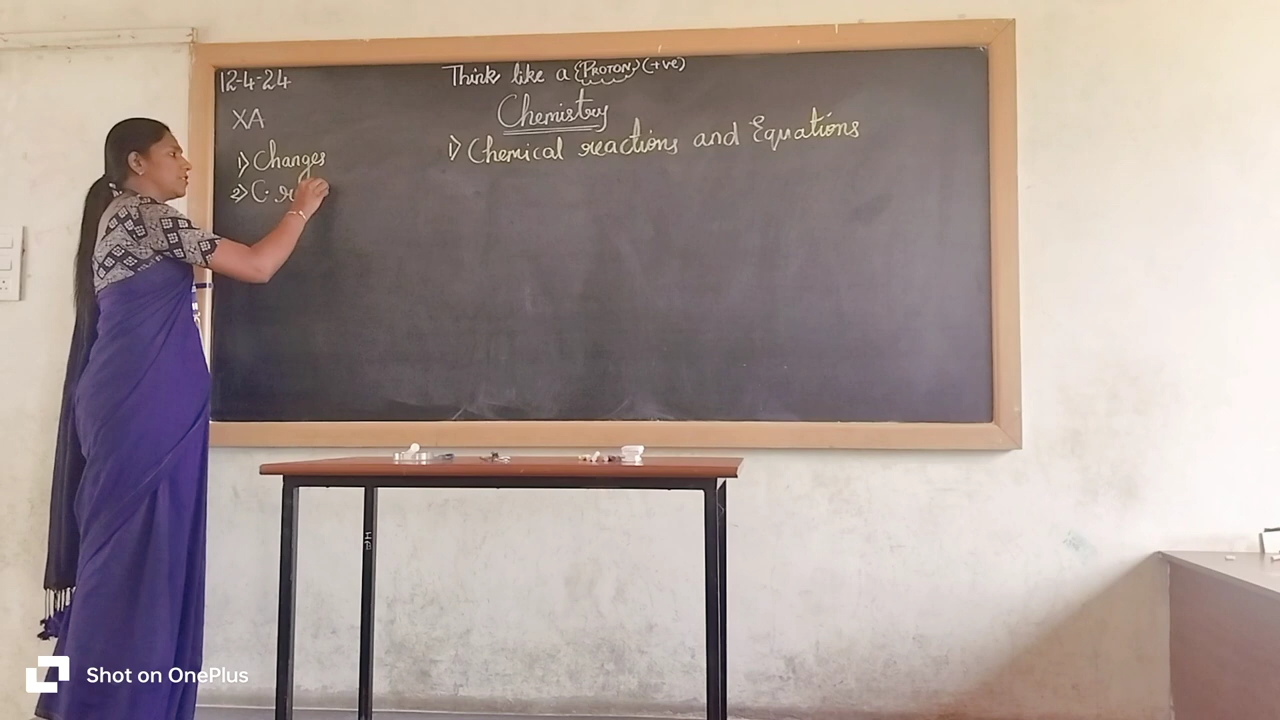 12-4-24
Think like a {PROTON} (+ve)
XA
Chemistry
1) Changes
2) C. r
1) Chemical reactions and Equations
Shot on OnePlus